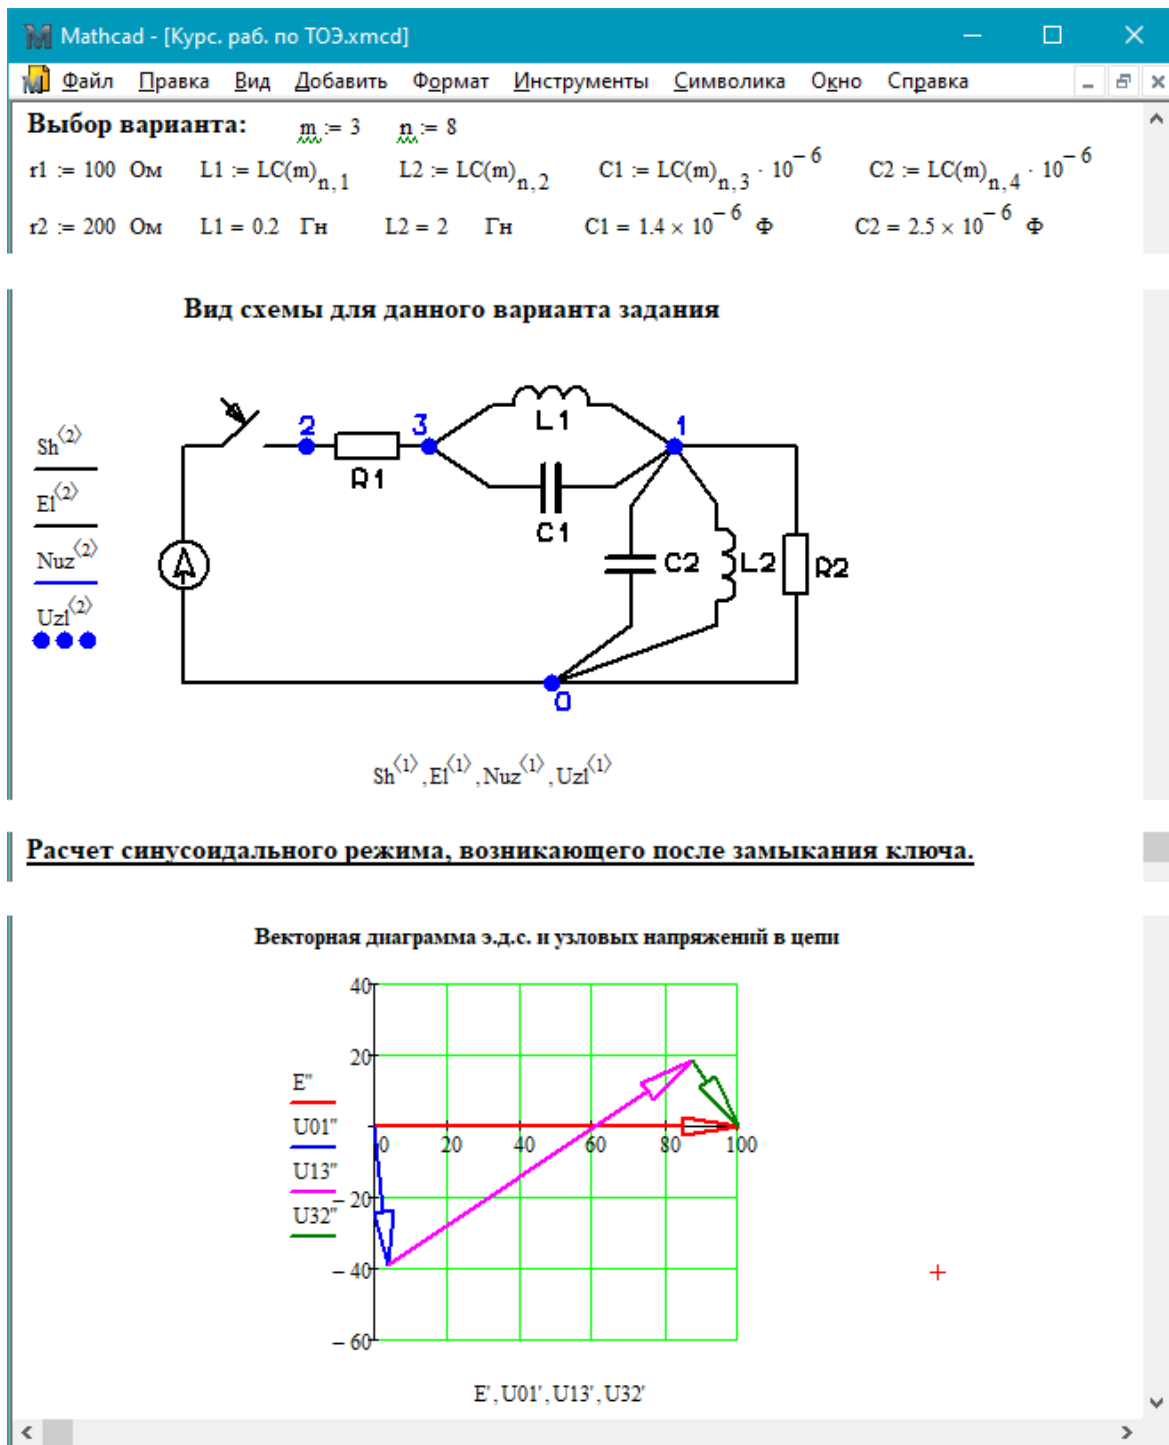 Mathcad - [Курс. раб. по ТОЭ.xmcd]
Файл Правка Вид Добавить Формат Инструменты Символика Окно Справка
Выбор варианта: m := 3 n := 8
r1 := 100 Ом L1 := LC(m)n,1 L2 := LC(m)n,2 C1 := LC(m)n,3 · 10^−6 C2 := LC(m)n,4 · 10^−6
r2 := 200 Ом L1 = 0.2 Гн L2 = 2 Гн C1 = 1.4 × 10^−6 Ф C2 = 2.5 × 10^−6 Ф
Вид схемы для данного варианта задания
Sh⟨2⟩
El⟨2⟩
Nuz⟨2⟩
Uzl⟨2⟩
2 3 L1 1
R1
C1
C2 L2 R2
0
Sh⟨1⟩,El⟨1⟩,Nuz⟨1⟩,Uzl⟨1⟩
Расчет синусоидального режима, возникающего после замыкания ключа.
Векторная диаграмма э.д.с. и узловых напряжений в цепи
40
20
E''
U01''
0 20 40 60 80 100
U13''
−20
U32''
−40
−60
E',U01',U13',U32'